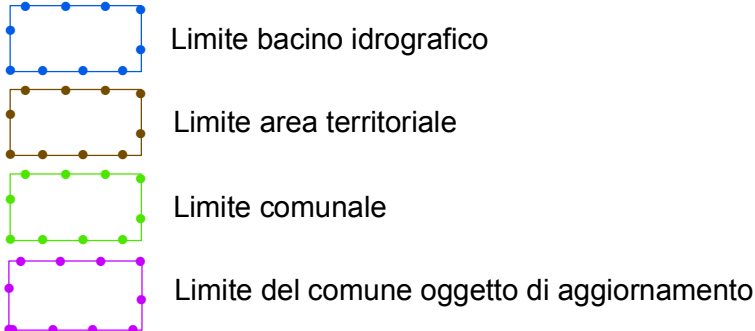 Limite bacino idrografico
Limite area territoriale
Limite comunale
Limite del comune oggetto di aggiornamento